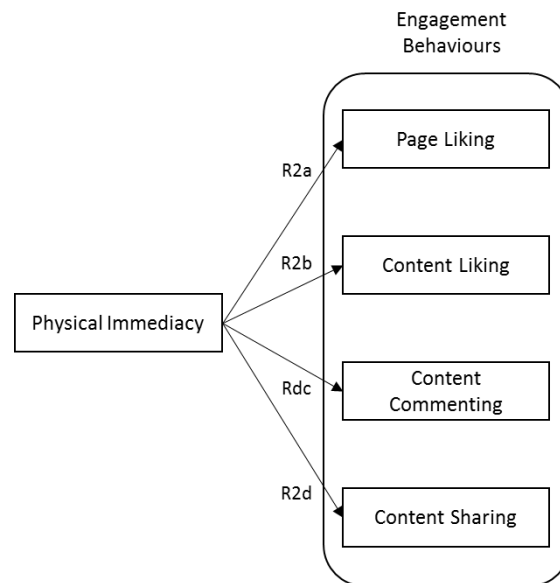 Engagement
Behaviours
Page Liking
R2a
R2b
Content Liking
Physical Immediacy
Rdc
Content
Commenting
R2d
Content Sharing